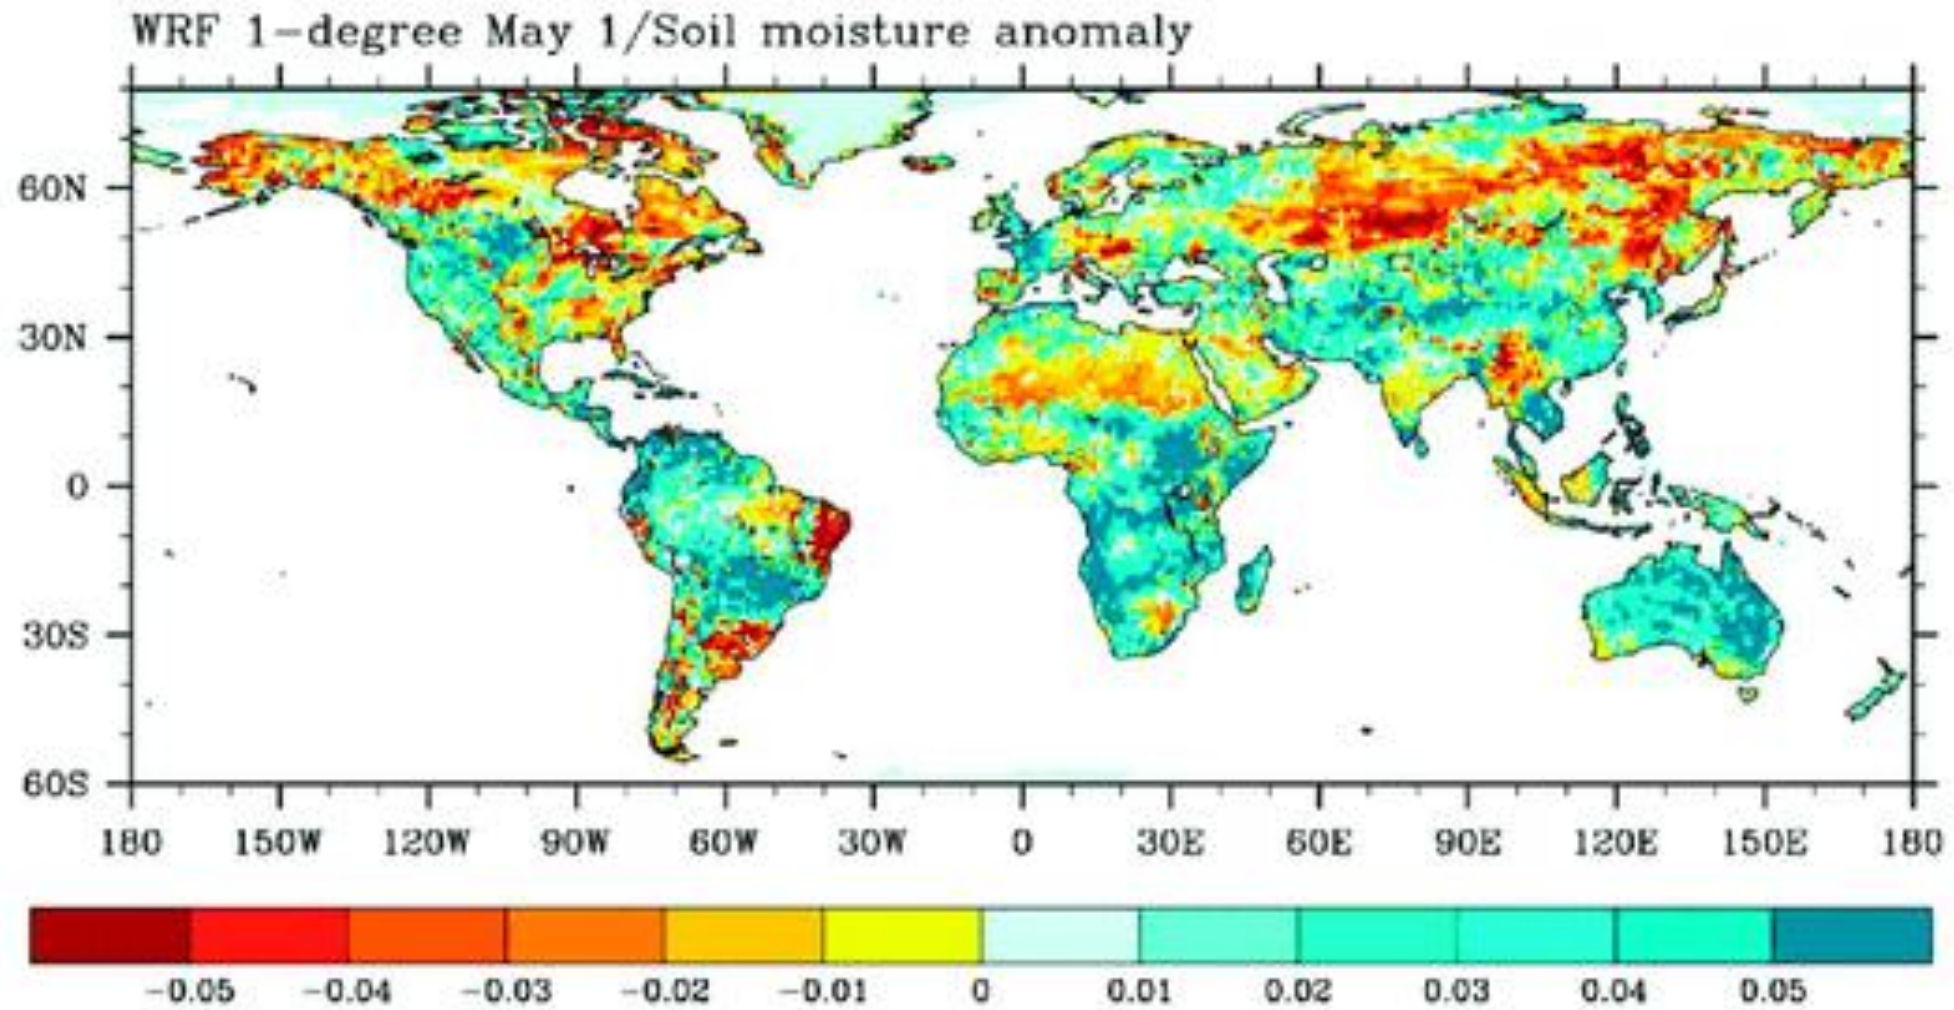 WRF 1-degree May 1/Soil moisture anomaly
60N
30N
0
30S
60S
180 150W 120W 90W 60W 30W 0 30E 60E 90E 120E 150E 180
-0.05 -0.04 -0.03 -0.02 -0.01 0 0.01 0.02 0.03 0.04 0.05